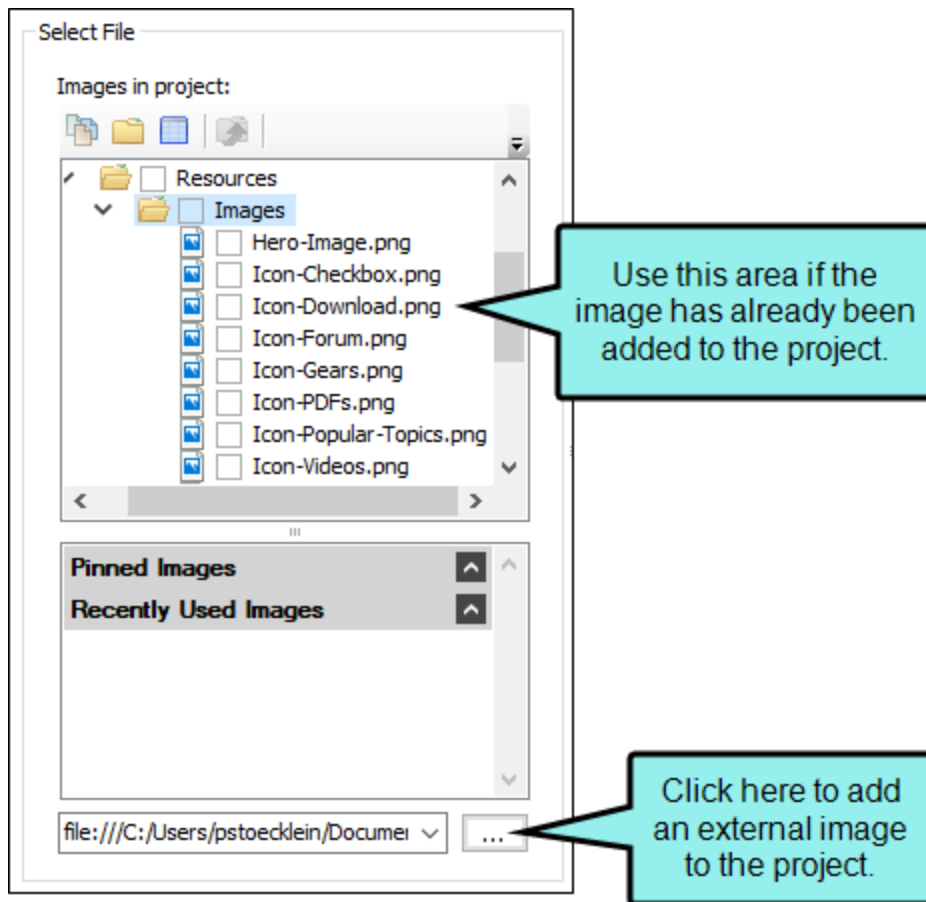 Select File
Images in project:
Resources
Images
Hero-Image.png
Icon-Checkbox.png
Icon-Download.png
Icon-Forum.png
Icon-Gears.png
Icon-PDFs.png
Icon-Popular-Topics.png
Icon-Videos.png
Use this area if the
image has already been
added to the project.
Pinned Images
Recently Used Images
file:///C:/Users/pstoecklein/Documer
...
Click here to add
an external image
to the project.